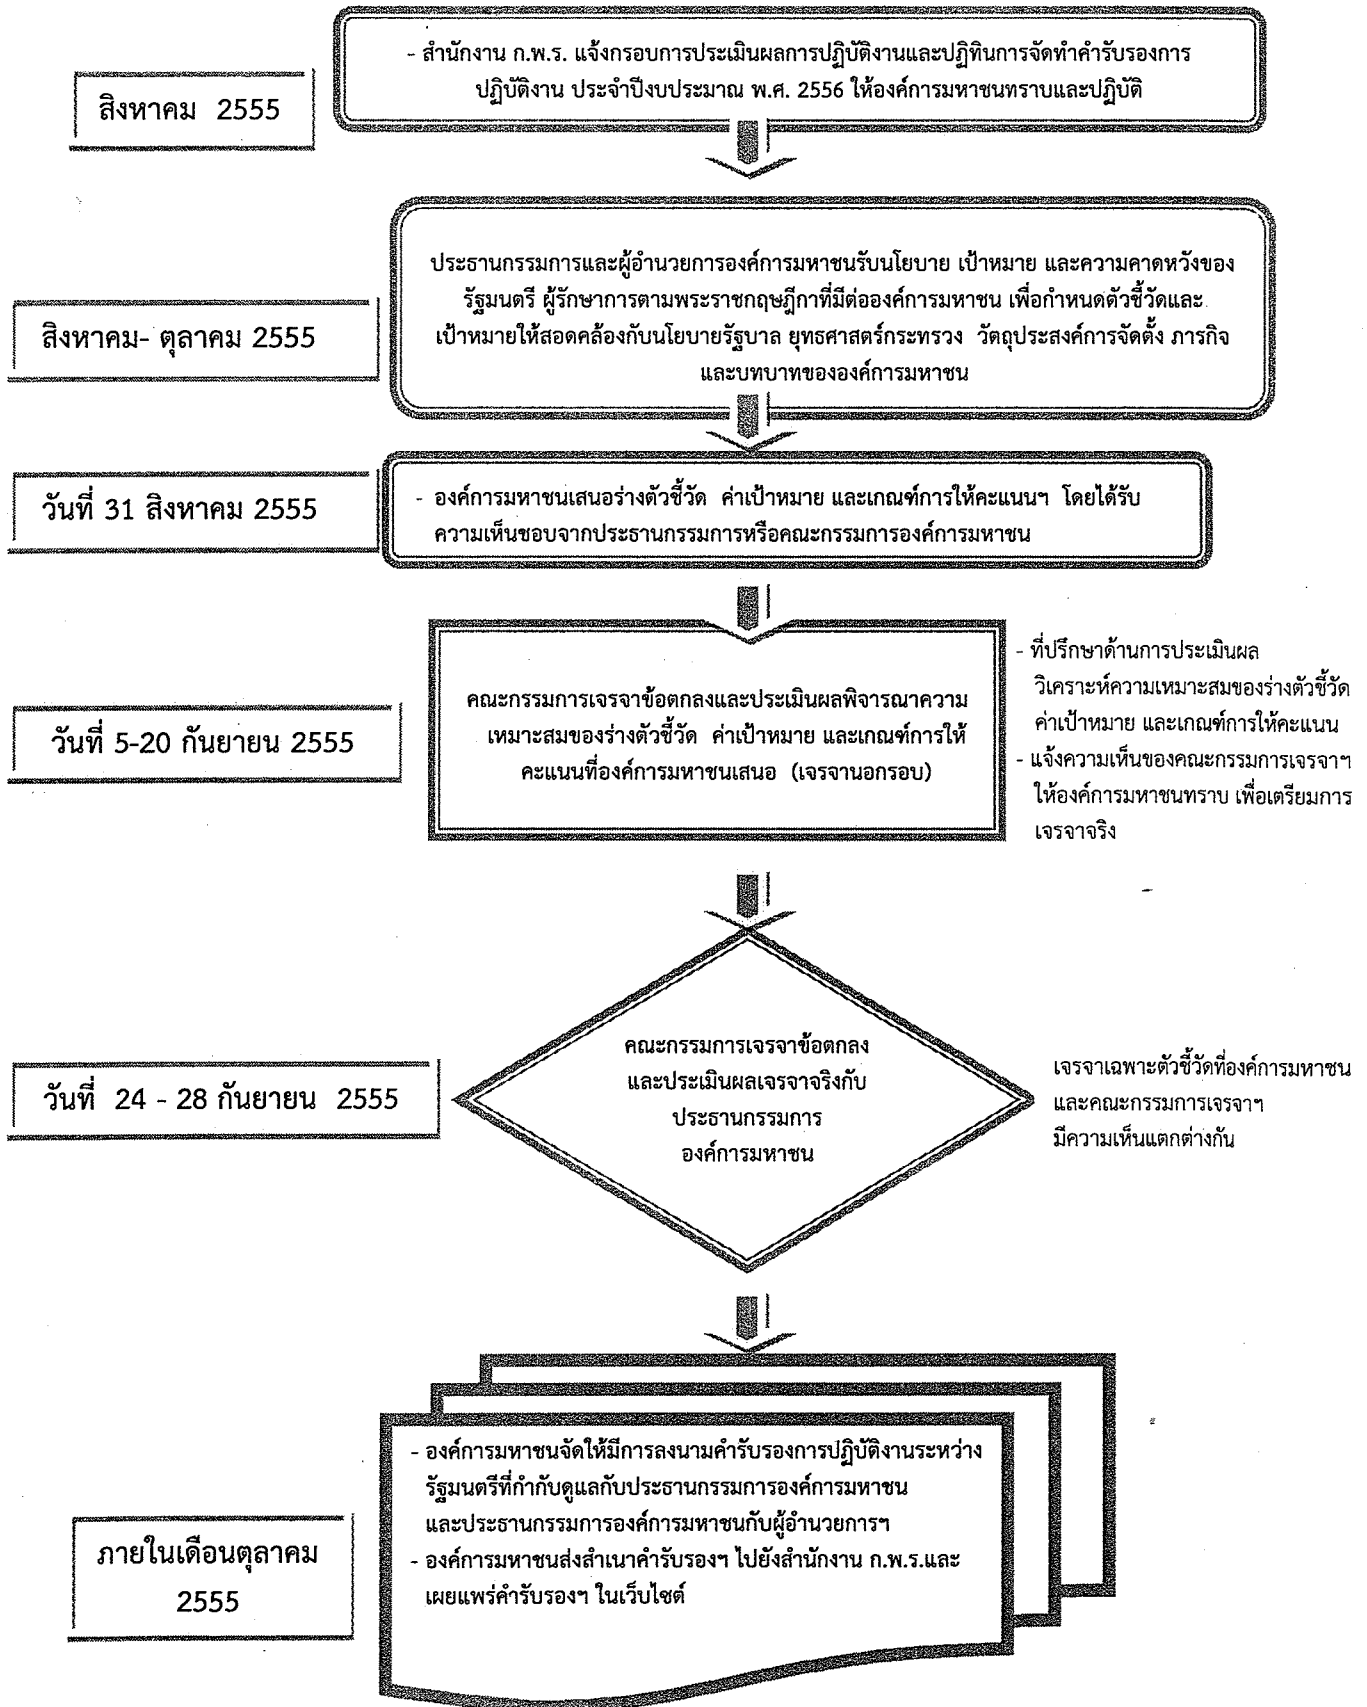 - สำนักงาน ก.พ.ร. แจ้งกรอบการประเมินผลการปฏิบัติงานและปฏิทินการจัดทำคำรับรองการ
ปฏิบัติงาน ประจำปีงบประมาณ พ.ศ. 2556 ให้องค์การมหาชนทราบและปฏิบัติ
สิงหาคม 2555
ประธานกรรมการและผู้อำนวยการองค์การมหาชนรับนโยบาย เป้าหมาย และความคาดหวังของ
รัฐมนตรี ผู้รักษาการตามพระราชกฤษฎีกาที่มีต่อองค์การมหาชน เพื่อกำหนดตัวชี้วัดและ
เป้าหมายให้สอดคล้องกับนโยบายรัฐบาล ยุทธศาสตร์กระทรวง วัตถุประสงค์การจัดตั้ง ภารกิจ
และบทบาทขององค์การมหาชน
สิงหาคม- ตุลาคม 2555
วันที่ 31 สิงหาคม 2555
- องค์การมหาชนเสนอร่างตัวชี้วัด ค่าเป้าหมาย และเกณฑ์การให้คะแนนฯ โดยได้รับ
ความเห็นชอบจากประธานกรรมการหรือคณะกรรมการองค์การมหาชน
วันที่ 5-20 กันยายน 2555
คณะกรรมการเจรจาข้อตกลงและประเมินผลพิจารณาความ
เหมาะสมของร่างตัวชี้วัด ค่าเป้าหมาย และเกณฑ์การให้
คะแนนที่องค์การมหาชนเสนอ (เจรจานอกรอบ)
- ที่ปรึกษาด้านการประเมินผล
วิเคราะห์ความเหมาะสมของร่างตัวชี้วัด
ค่าเป้าหมาย และเกณฑ์การให้คะแนน
- แจ้งความเห็นของคณะกรรมการเจรจาฯ
ให้องค์การมหาชนทราบ เพื่อเตรียมการ
เจรจาจริง
วันที่ 24 - 28 กันยายน 2555
คณะกรรมการเจรจาข้อตกลง
และประเมินผลเจรจาจริงกับ
ประธานกรรมการ
องค์การมหาชน
เจรจาเฉพาะตัวชี้วัดที่องค์การมหาชน
และคณะกรรมการเจรจาฯ
มีความเห็นแตกต่างกัน
ภายในเดือนตุลาคม
2555
- องค์การมหาชนจัดให้มีการลงนามคำรับรองการปฏิบัติงานระหว่าง
รัฐมนตรีที่กำกับดูแลกับประธานกรรมการองค์การมหาชน
และประธานกรรมการองค์การมหาชนกับผู้อำนวยการฯ
- องค์การมหาชนส่งสำเนาคำรับรองฯ ไปยังสำนักงาน ก.พ.ร.และ
เผยแพร่คำรับรองฯ ในเว็บไซต์